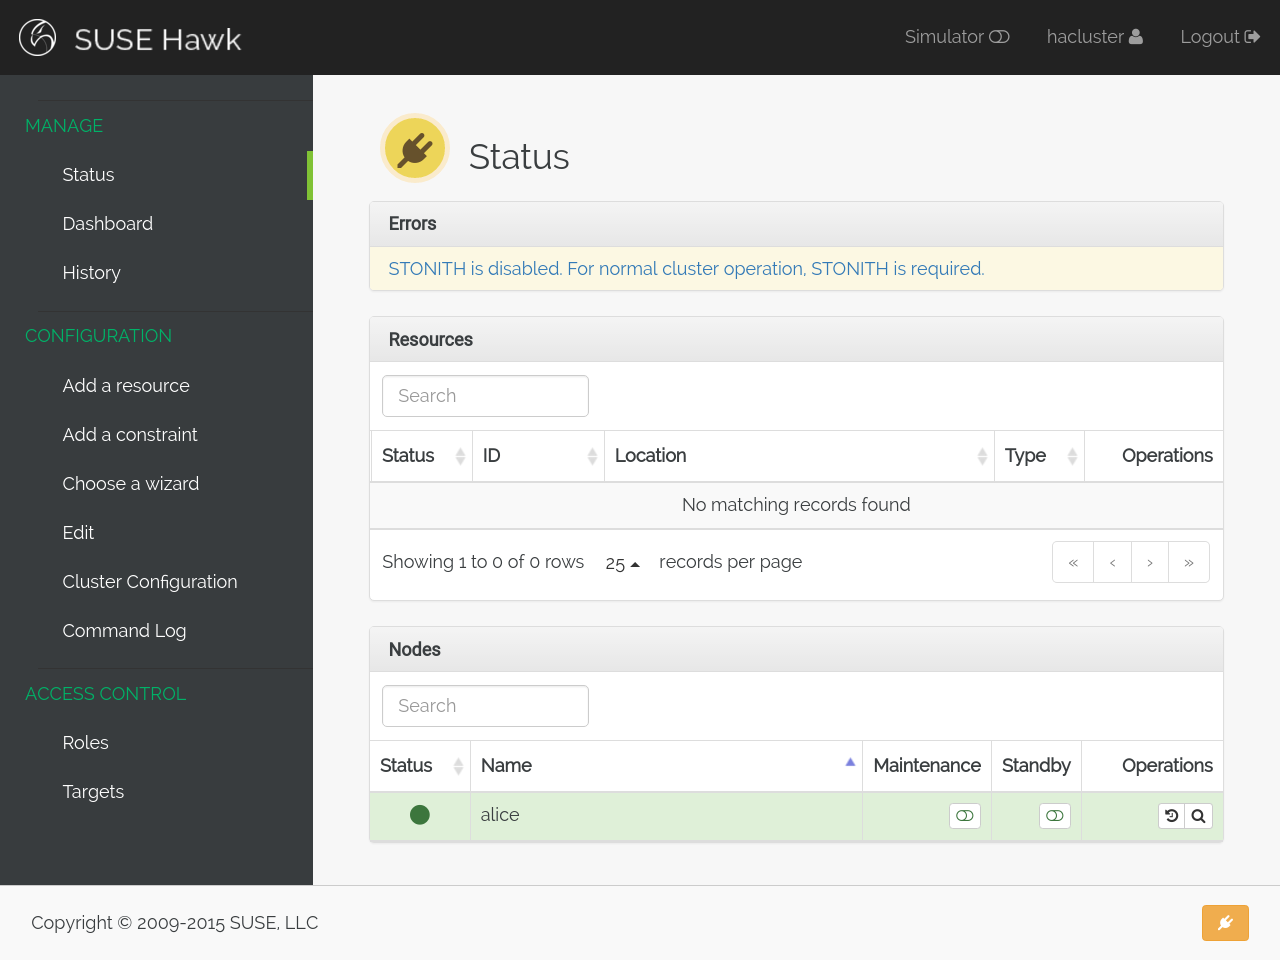 SUSE Hawk
Simulator
hacluster
Logout
MANAGE
Status
Dashboard
History
CONFIGURATION
Add a resource
Add a constraint
Choose a wizard
Edit
Cluster Configuration
Command Log
ACCESS CONTROL
Roles
Targets
Status
Errors
STONITH is disabled. For normal cluster operation, STONITH is required.
Resources
Search
Status ID Location Type Operations
No matching records found
Showing 1 to 0 of 0 rows 25 records per page
« ‹ › »
Nodes
Search
Status Name Maintenance Standby Operations
alice
Copyright © 2009-2015 SUSE, LLC